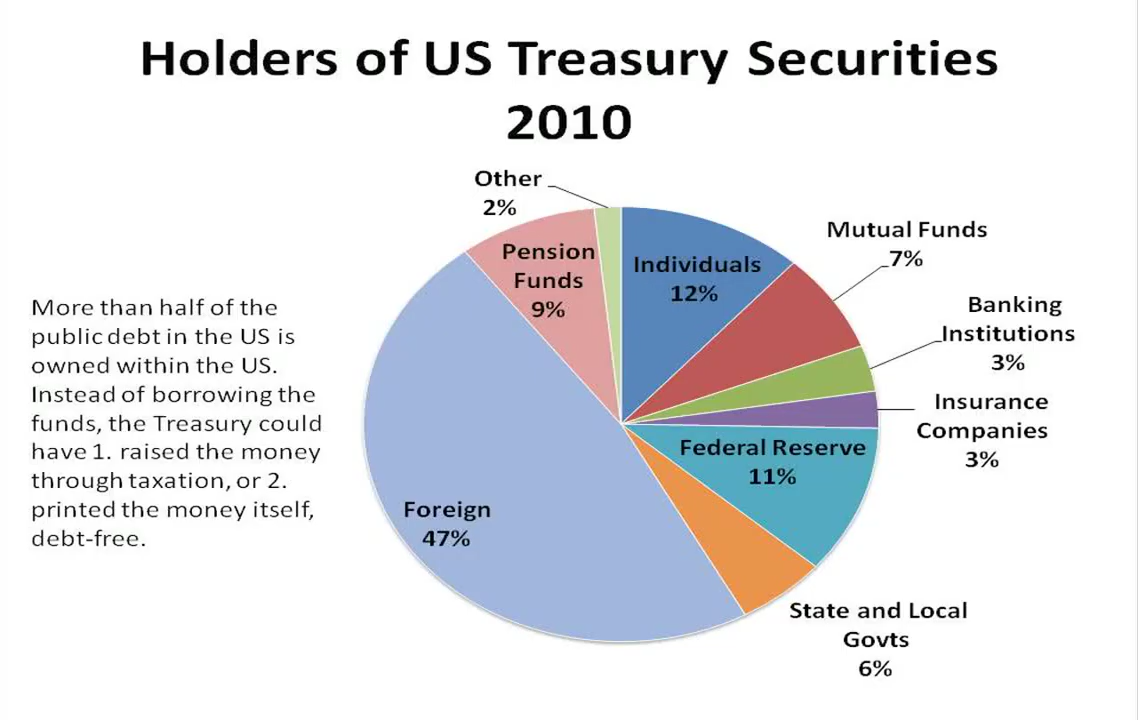 Holders of US Treasury Securities
2010
More than half of the
public debt in the US is
owned within the US.
Instead of borrowing the
funds, the Treasury could
have 1. raised the money
through taxation, or 2.
printed the money itself,
debt-free.
Other
2%
Pension
Funds
9%
Individuals
12%
Mutual Funds
7%
Banking
Institutions
3%
Insurance
Companies
3%
Federal Reserve
11%
State and Local
Govts
6%
Foreign
47%